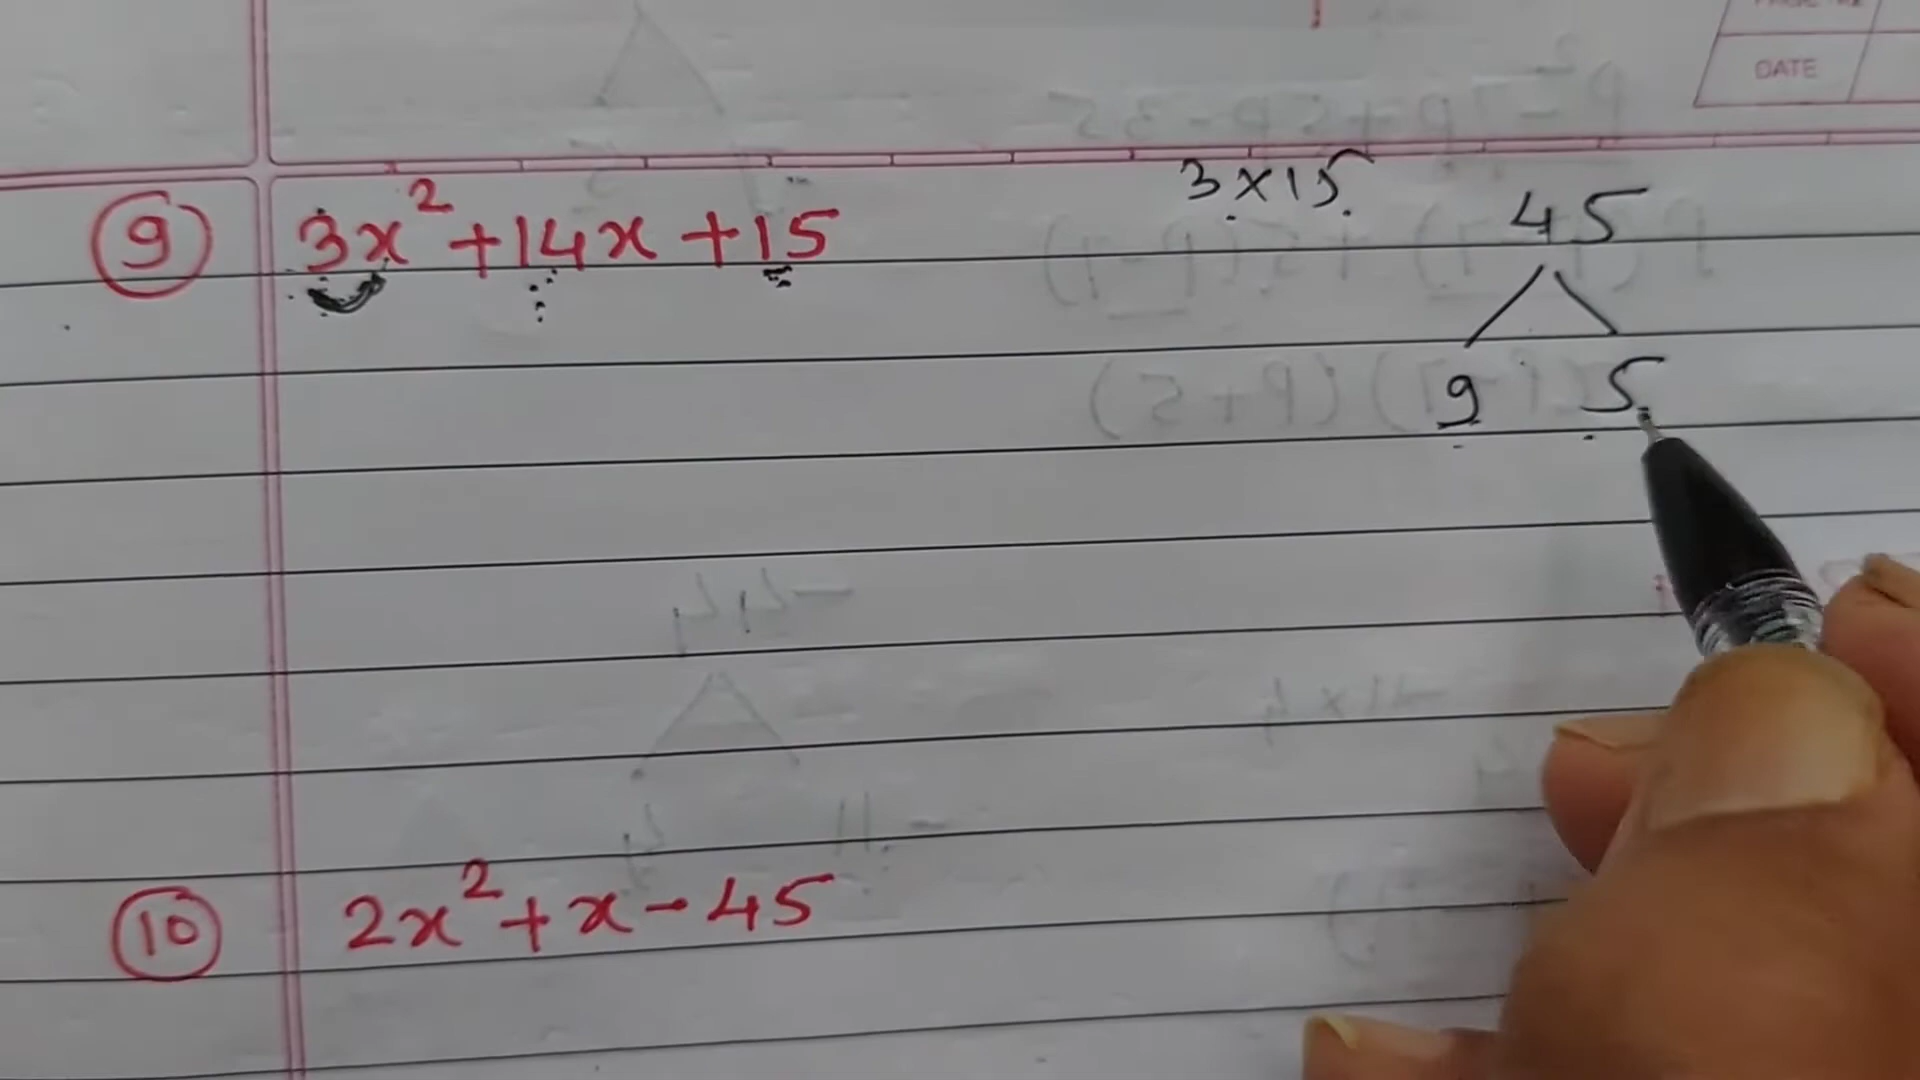 DATE
3×15
45
⑨ 3x² + 14x + 15
9 5
⑩ 2x² + x - 45